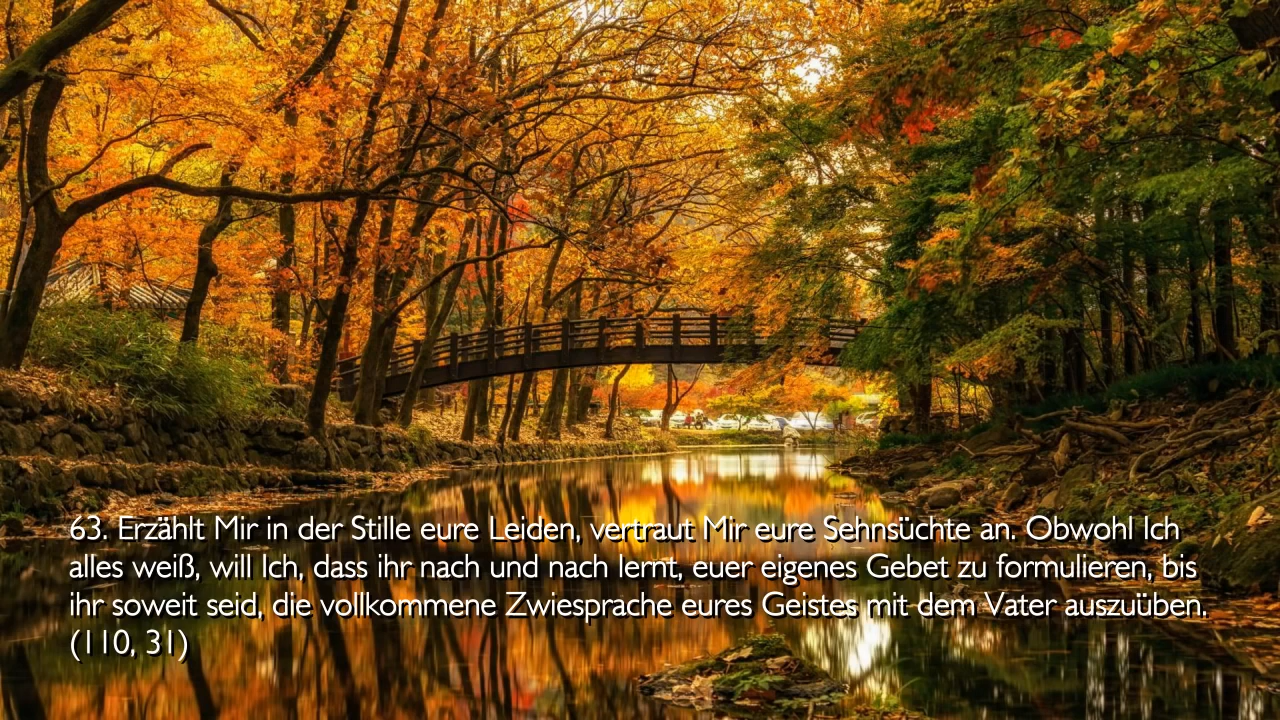 63. Erzählt Mir in der Stille eure Leiden, vertraut Mir eure Sehnsüchte an. Obwohl Ich
alles weiß, will Ich, dass ihr nach und nach lernt, euer eigenes Gebet zu formulieren, bis
ihr soweit seid, die vollkommene Zwiesprache eures Geistes mit dem Vater auszuüben.
(110, 31)